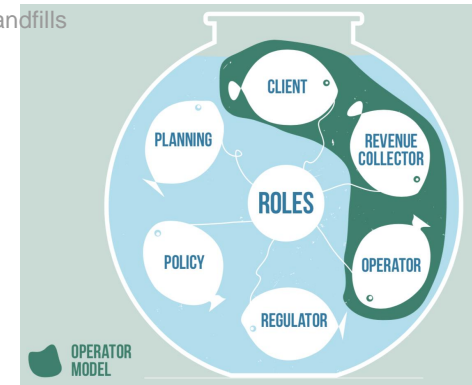 andfills
CLIENT
PLANNING
REVENUE
COLLECTOR
ROLES
POLICY
OPERATOR
REGULATOR
OPERATOR
MODEL